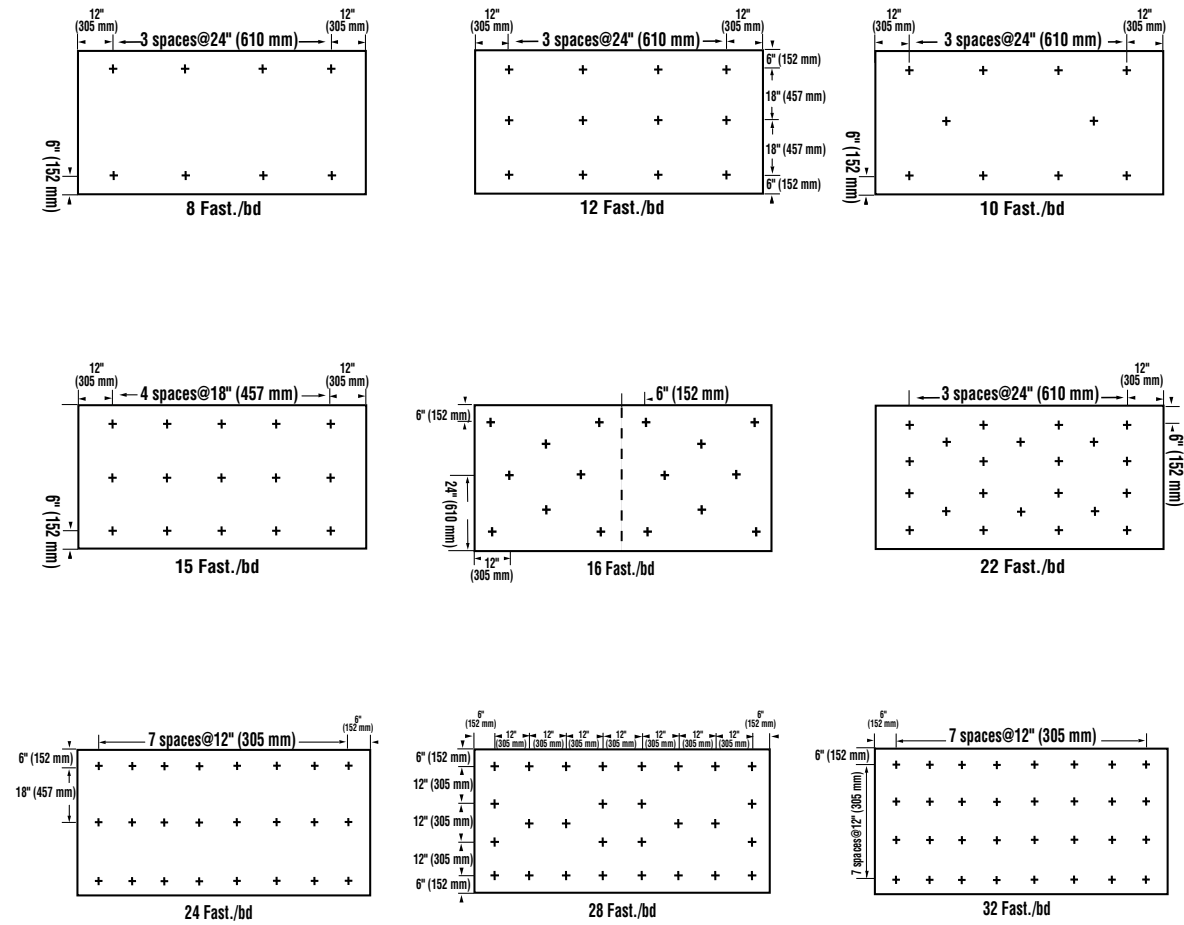 12"
(305 mm)
3 spaces@24" (610 mm)
12"
(305 mm)
6" (152 mm)
8 Fast./bd
12"
(305 mm)
3 spaces@24" (610 mm)
12"
(305 mm)
6" (152 mm)
18" (457 mm)
18" (457 mm)
6" (152 mm)
12 Fast./bd
12"
(305 mm)
3 spaces@24" (610 mm)
12"
(305 mm)
6" (152 mm)
10 Fast./bd
12"
(305 mm)
4 spaces@18" (457 mm)
12"
(305 mm)
6" (152 mm)
15 Fast./bd
6" (152 mm)
6" (152 mm)
24" (610 mm)
12"
(305 mm)
16 Fast./bd
3 spaces@24" (610 mm)
12"
(305 mm)
6" (152 mm)
22 Fast./bd
7 spaces@12" (305 mm)
6"
(152 mm)
6" (152 mm)
18" (457 mm)
24 Fast./bd
6"
(152 mm)
12" 12" 12" 12" 12" 12" 12"
(305 mm) (305 mm) (305 mm) (305 mm) (305 mm) (305 mm) (305 mm)
6"
(152 mm)
6" (152 mm)
12" (305 mm)
12" (305 mm)
12" (305 mm)
6" (152 mm)
28 Fast./bd
6"
(152 mm)
7 spaces@12" (305 mm)
6" (152 mm)
7 spaces@12" (305 mm)
32 Fast./bd